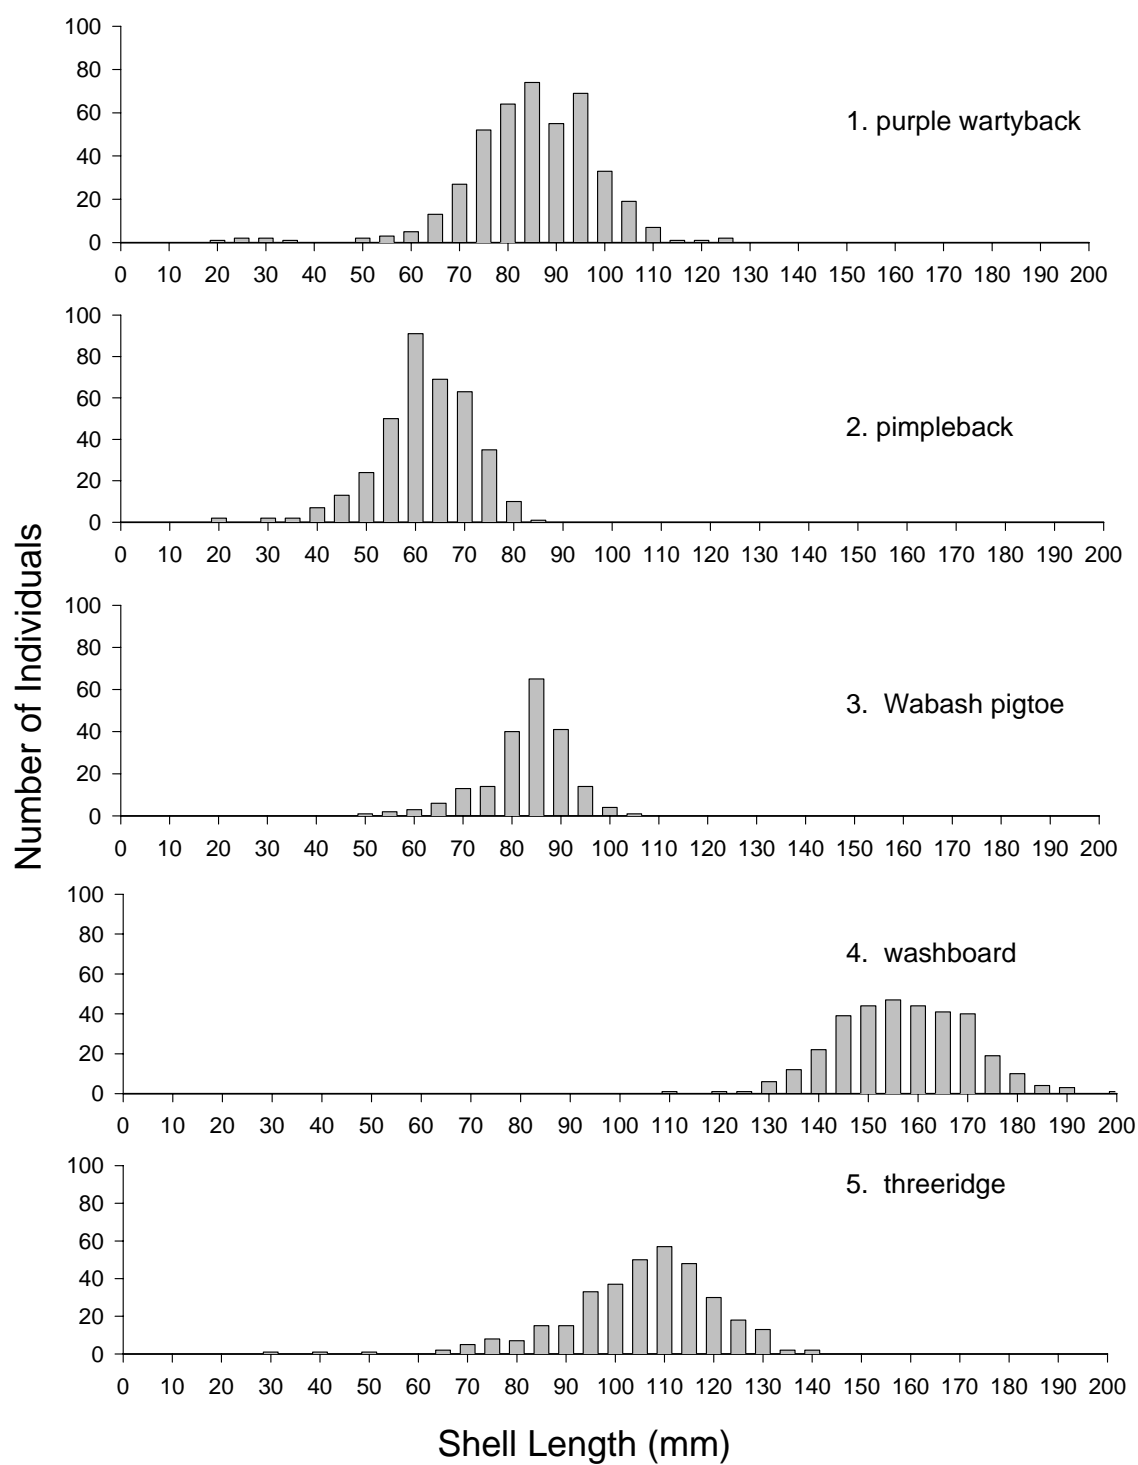 100
80
60
40
20
0
1. purple wartyback
0 10 20 30 40 50 60 70 80 90 100 110 120 130 140 150 160 170 180 190 200
100
80
60
40
20
0
2. pimpleback
0 10 20 30 40 50 60 70 80 90 100 110 120 130 140 150 160 170 180 190 200
Number of Individuals
100
80
60
40
20
0
3. Wabash pigtoe
0 10 20 30 40 50 60 70 80 90 100 110 120 130 140 150 160 170 180 190 200
100
80
60
40
20
0
4. washboard
0 10 20 30 40 50 60 70 80 90 100 110 120 130 140 150 160 170 180 190 200
100
80
60
40
20
0
5. threeridge
0 10 20 30 40 50 60 70 80 90 100 110 120 130 140 150 160 170 180 190 200
Shell Length (mm)